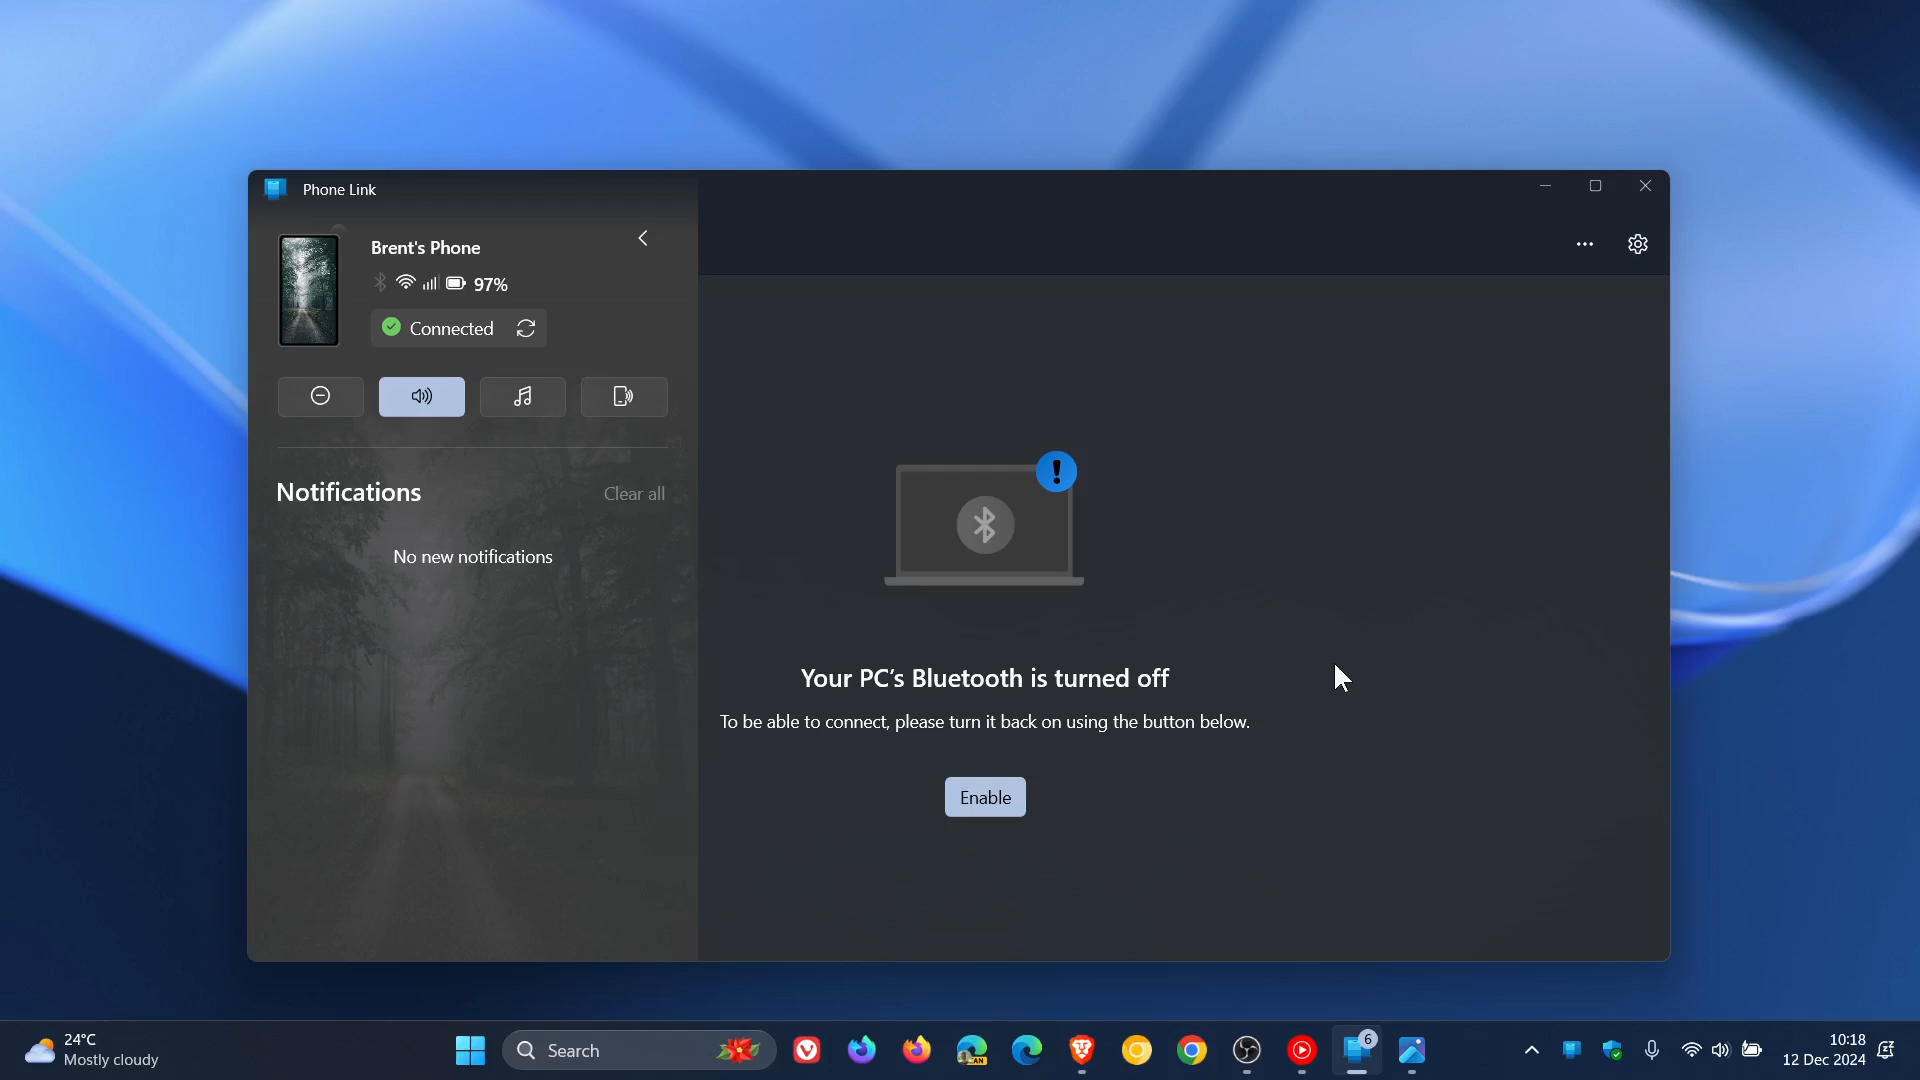 Phone Link
Brent's Phone
97%
Connected
Notifications
Clear all
No new notifications
!
Your PC’s Bluetooth is turned off
To be able to connect, please turn it back on using the button below.
Enable
24°C
Mostly cloudy
Search
CAN
6
10:18
12 Dec 2024